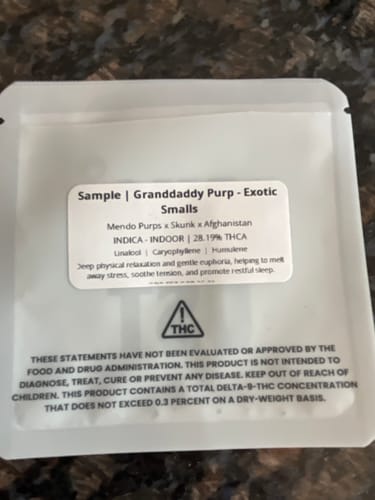 Sample | Granddaddy Purp - Exotic
Smalls
Mendo Purps x Skunk x Afghanistan
INDICA - INDOOR | 28.19% THCA
Linalool | Caryophyllene | Humulene
Deep physical relaxation and gentle euphoria, helping to melt
away stress, soothe tension, and promote restful sleep.
!
THC
THESE STATEMENTS HAVE NOT BEEN EVALUATED OR APPROVED BY THE
FOOD AND DRUG ADMINISTRATION. THIS PRODUCT IS NOT INTENDED TO
DIAGNOSE, TREAT, CURE OR PREVENT ANY DISEASE. KEEP OUT OF REACH OF
CHILDREN. THIS PRODUCT CONTAINS A TOTAL DELTA-9-THC CONCENTRATION
THAT DOES NOT EXCEED 0.3 PERCENT ON A DRY-WEIGHT BASIS.